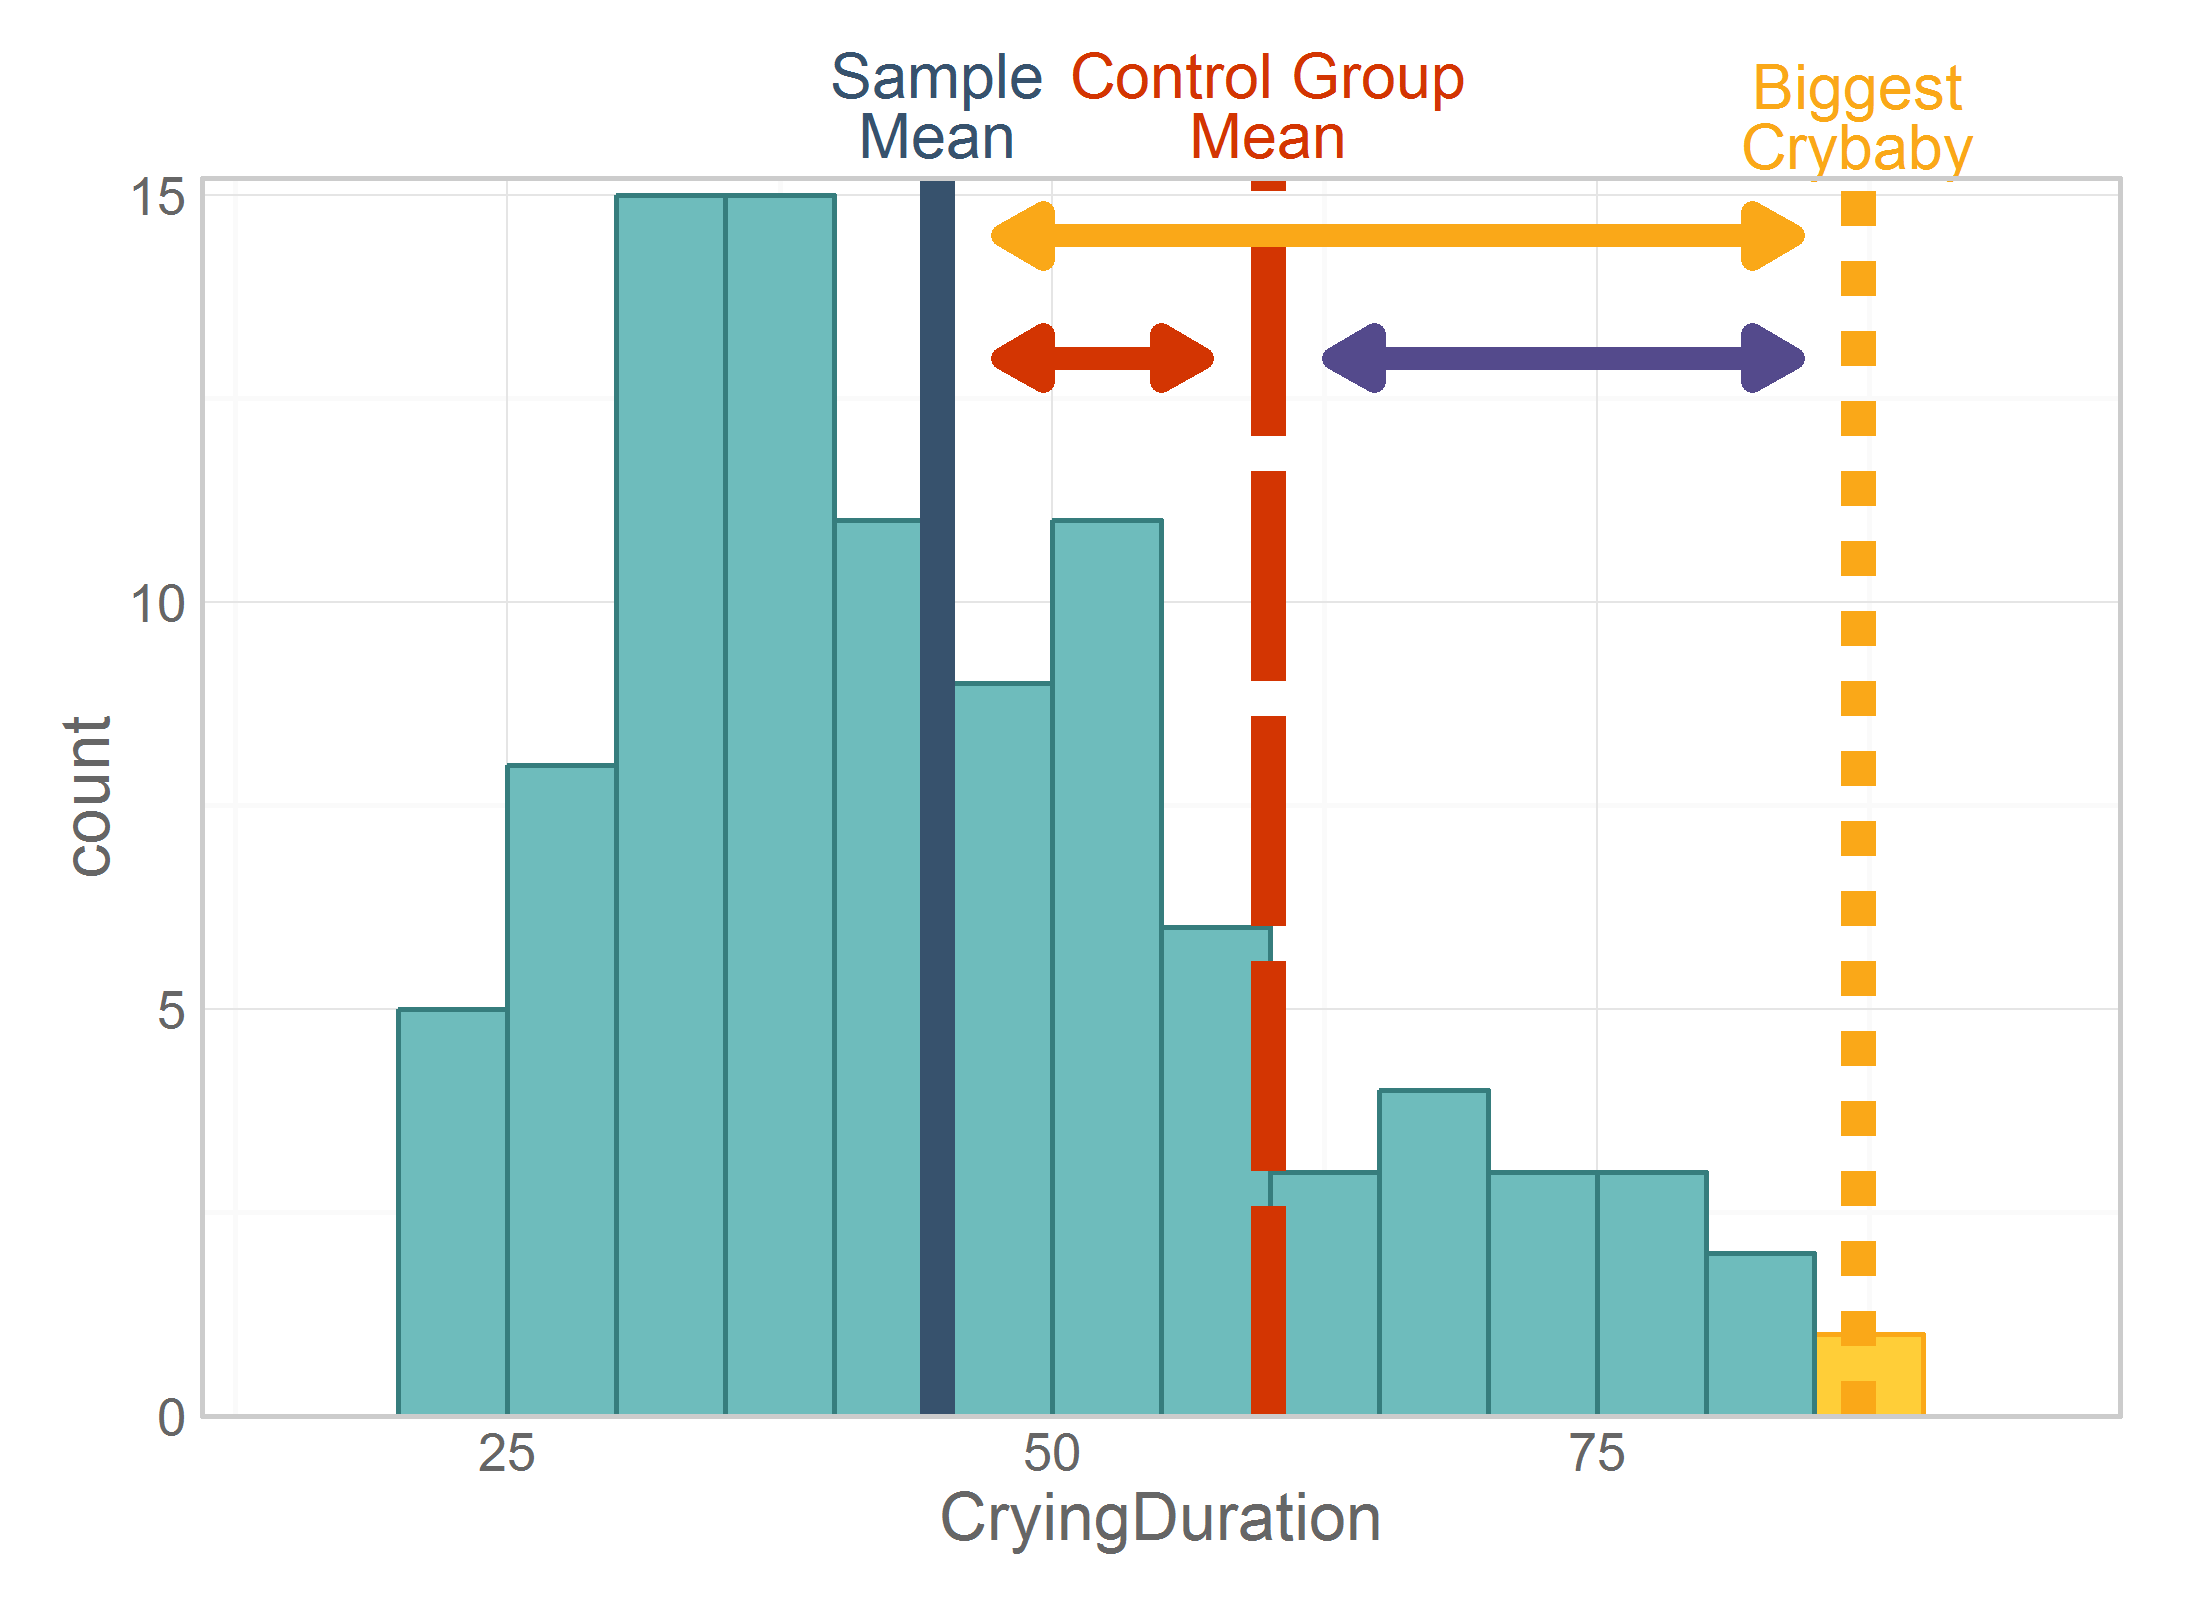 Sample
Mean
Control Group
Mean
Biggest
Crybaby
15
10
5
0
count
25
50
75
CryingDuration